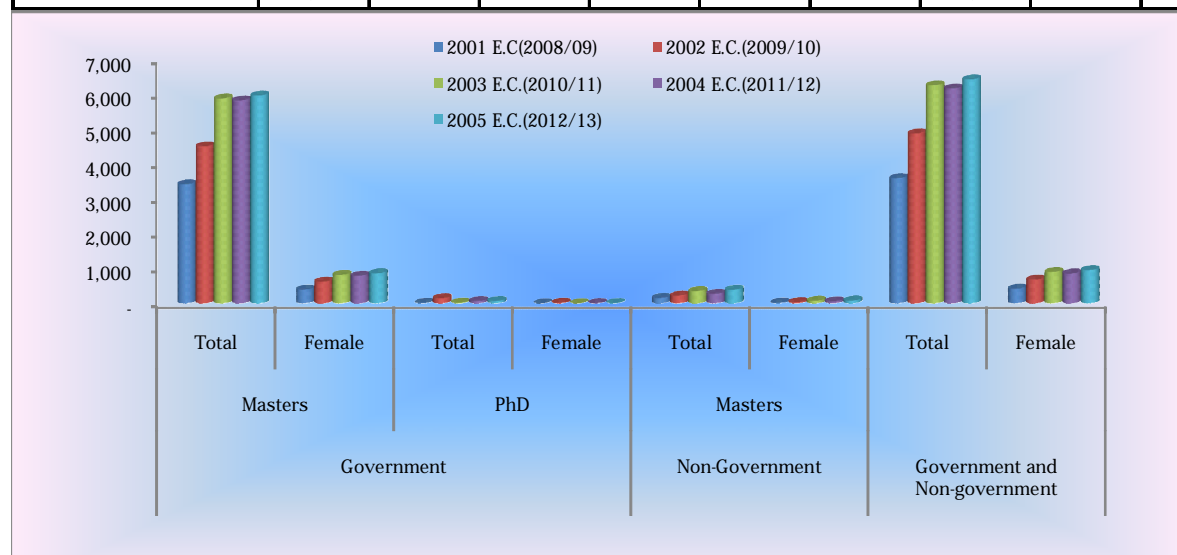 2001 E.C(2008/09) 2002 E.C.(2009/10)
2003 E.C.(2010/11) 2004 E.C.(2011/12)
2005 E.C.(2012/13)
7,000
6,000
5,000
4,000
3,000
2,000
1,000
-
Total Female Total Female Total Female Total Female
Masters PhD Masters
Government Non-Government Government and
Non-government